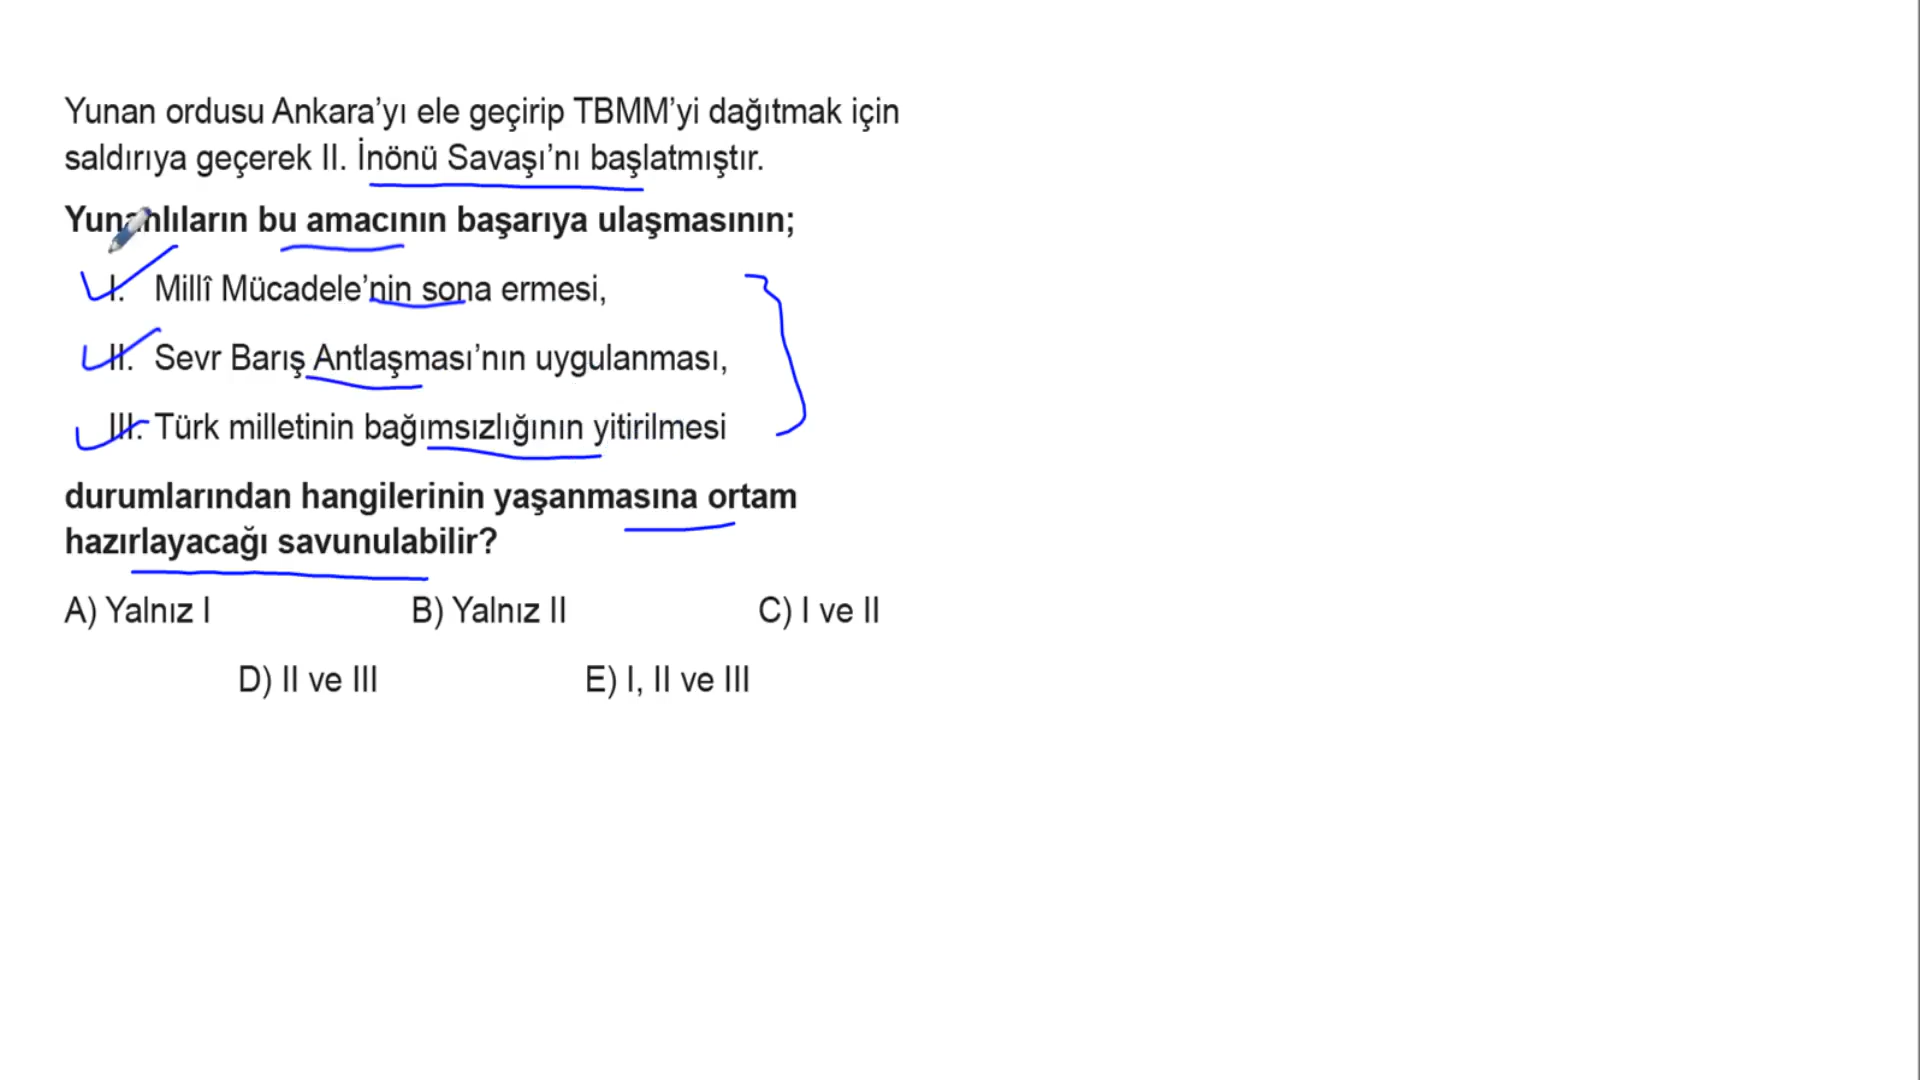 Yunan ordusu Ankara’yı ele geçirip TBMM’yi dağıtmak için
saldırıya geçerek II. İnönü Savaşı’nı başlatmıştır.
Yunanlıların bu amacının başarıya ulaşmasının;
I. Millî Mücadele’nin sona ermesi,
II. Sevr Barış Antlaşması’nın uygulanması,
III. Türk milletinin bağımsızlığının yitirilmesi
durumlarından hangilerinin yaşanmasına ortam
hazırlayacağı savunulabilir?
A) Yalnız I B) Yalnız II C) I ve II
D) II ve III E) I, II ve III